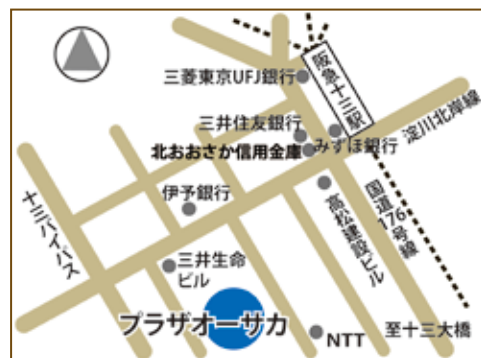 三菱東京UFJ銀行
阪急十三駅
三井住友銀行
みずほ銀行
淀川北岸線
北おおさか信用金庫
伊予銀行
高松建設ビル
国道176号線
十三バイパス
三井生命
ビル
プラザオーサカ
NTT
至十三大橋